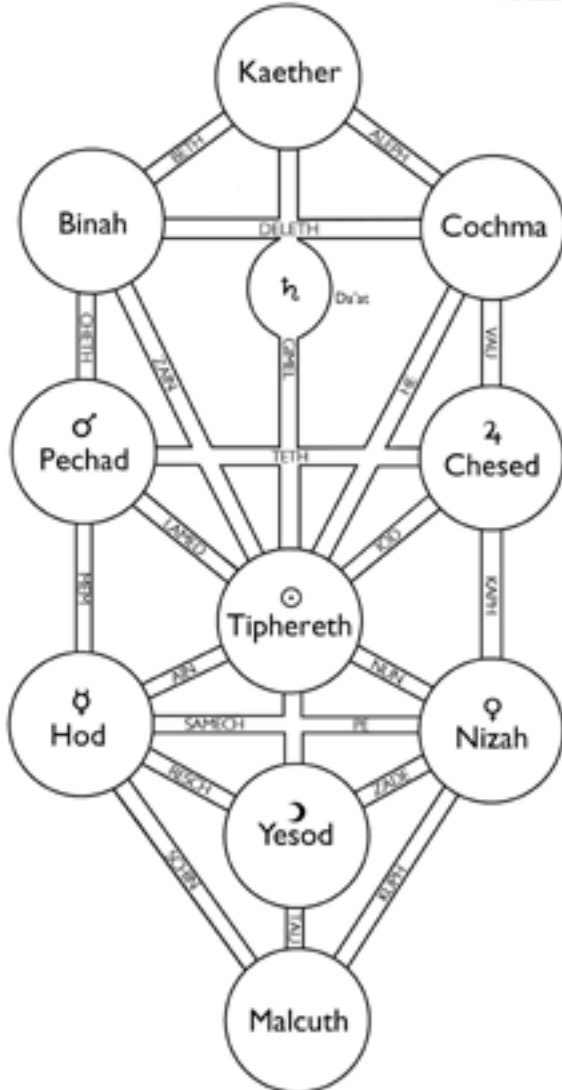 Kaether
BETH
ALEPH
Binah
DELETH
Cochma
♄
Da'at
CHETH
ZAIN
GIMEL
VAU
♂
Pechad
TETH
♃
Chesed
LAMED
IOD
☉
Tiphereth
MEM
KAPH
AIN
NUN
☿
Hod
SAMECH
PE
♀
Nizah
RESCH
ZADE
☽
Yesod
SCHIN
TAU
KUPH
Malcuth